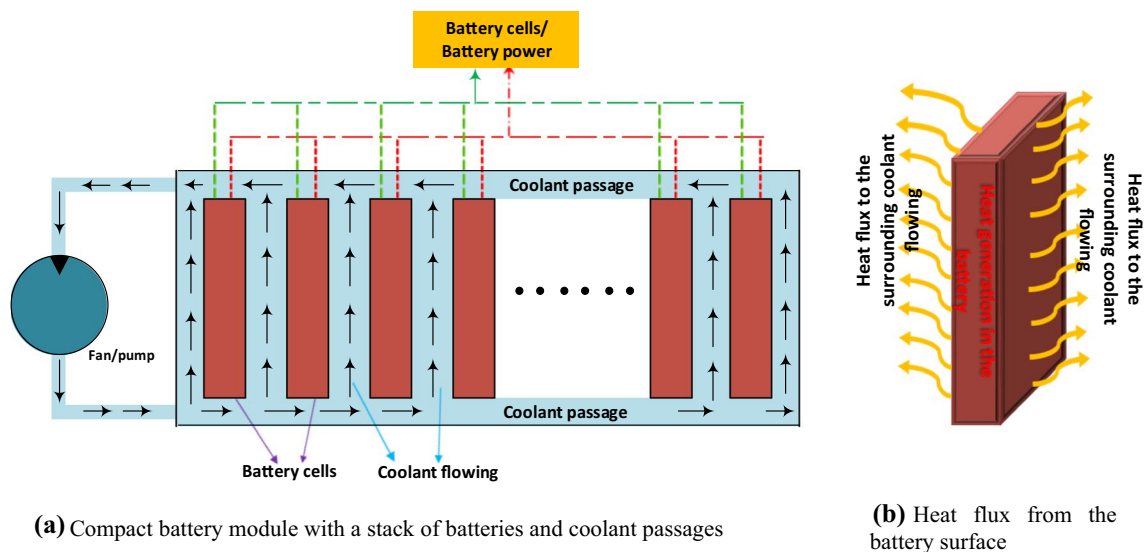 Battery cells/
Battery power
Coolant passage
Fan/pump
Coolant passage
Battery cells
Coolant flowing
(a) Compact battery module with a stack of batteries and coolant passages
Heat flux to the
surrounding coolant
flowing
Heat generation in the
battery
Heat flux to the
surrounding coolant
flowing
(b) Heat flux from the
battery surface